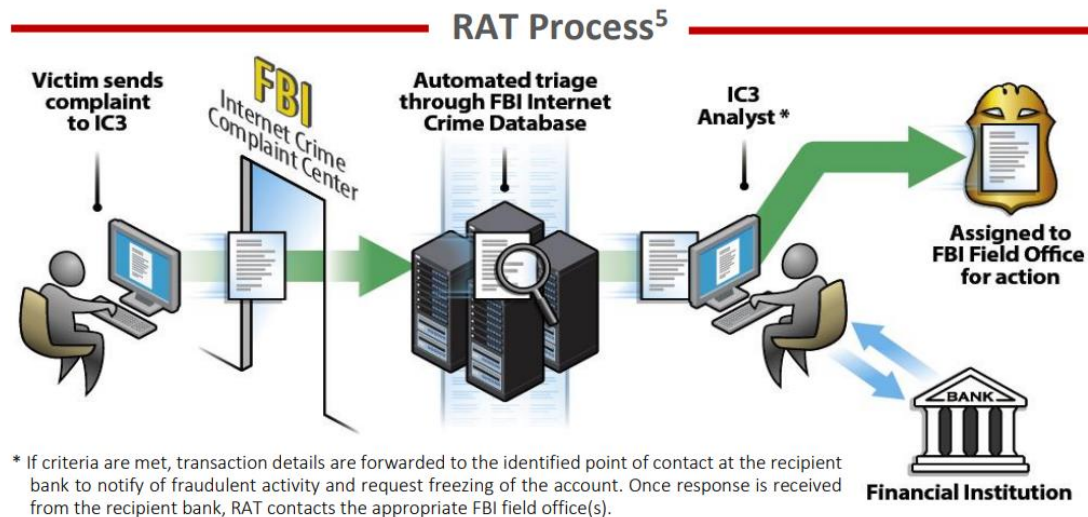 RAT Process5
Victim sends
complaint
to IC3
FBI
Internet Crime
Complaint Center
Automated triage
through FBI Internet
Crime Database
IC3
Analyst *
Assigned to
FBI Field Office
for action
BANK
Financial Institution
* If criteria are met, transaction details are forwarded to the identified point of contact at the recipient
bank to notify of fraudulent activity and request freezing of the account. Once response is received
from the recipient bank, RAT contacts the appropriate FBI field office(s).